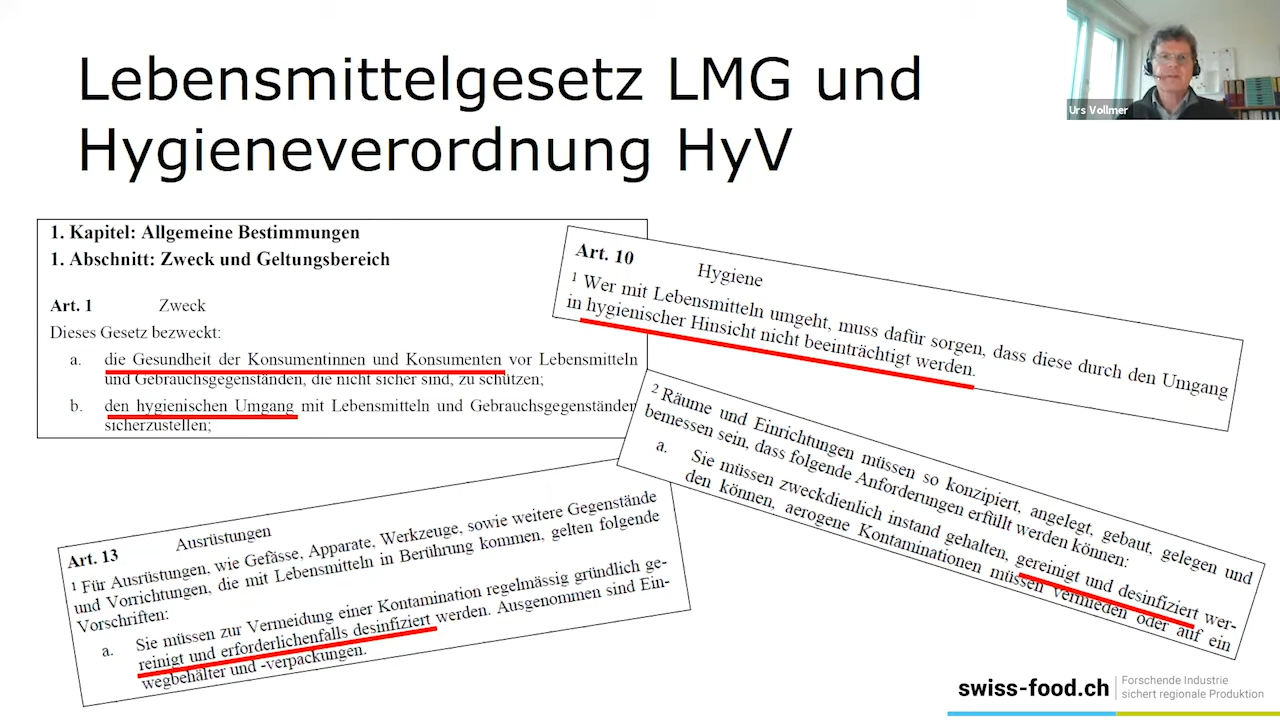 Lebensmittelgesetz LMG und
Hygieneverordnung HyV
Urs Vollmer
1. Kapitel: Allgemeine Bestimmungen
1. Abschnitt: Zweck und Geltungsbereich
Art. 1 Zweck
Dieses Gesetz bezweckt:
a. die Gesundheit der Konsumentinnen und Konsumenten vor Lebensmitteln
und Gebrauchsgegenständen, die nicht sicher sind, zu schützen;
b. den hygienischen Umgang mit Lebensmitteln und Gebrauchsgegenständen
sicherzustellen;
Art. 10 Hygiene
1 Wer mit Lebensmitteln umgeht, muss dafür sorgen, dass diese durch den Umgang
in hygienischer Hinsicht nicht beeinträchtigt werden.
2 Räume und Einrichtungen müssen so konzipiert, angelegt, gebaut, gelegen und
bemessen sein, dass folgende Anforderungen erfüllt werden können:
a. Sie müssen zweckdienlich instand gehalten, gereinigt und desinfiziert wer-
den können, aerogene Kontaminationen müssen vermieden oder auf ein
Art. 13 Ausrüstungen
1 Für Ausrüstungen, wie Gefässe, Apparate, Werkzeuge, sowie weitere Gegenstände
und Vorrichtungen, die mit Lebensmitteln in Berührung kommen, gelten folgende
Vorschriften:
a. Sie müssen zur Vermeidung einer Kontamination regelmässig gründlich ge-
reinigt und erforderlichenfalls desinfiziert werden. Ausgenommen sind Ein-
wegbehälter und -verpackungen.
swiss-food.ch
Forschende Industrie
sichert regionale Produktion